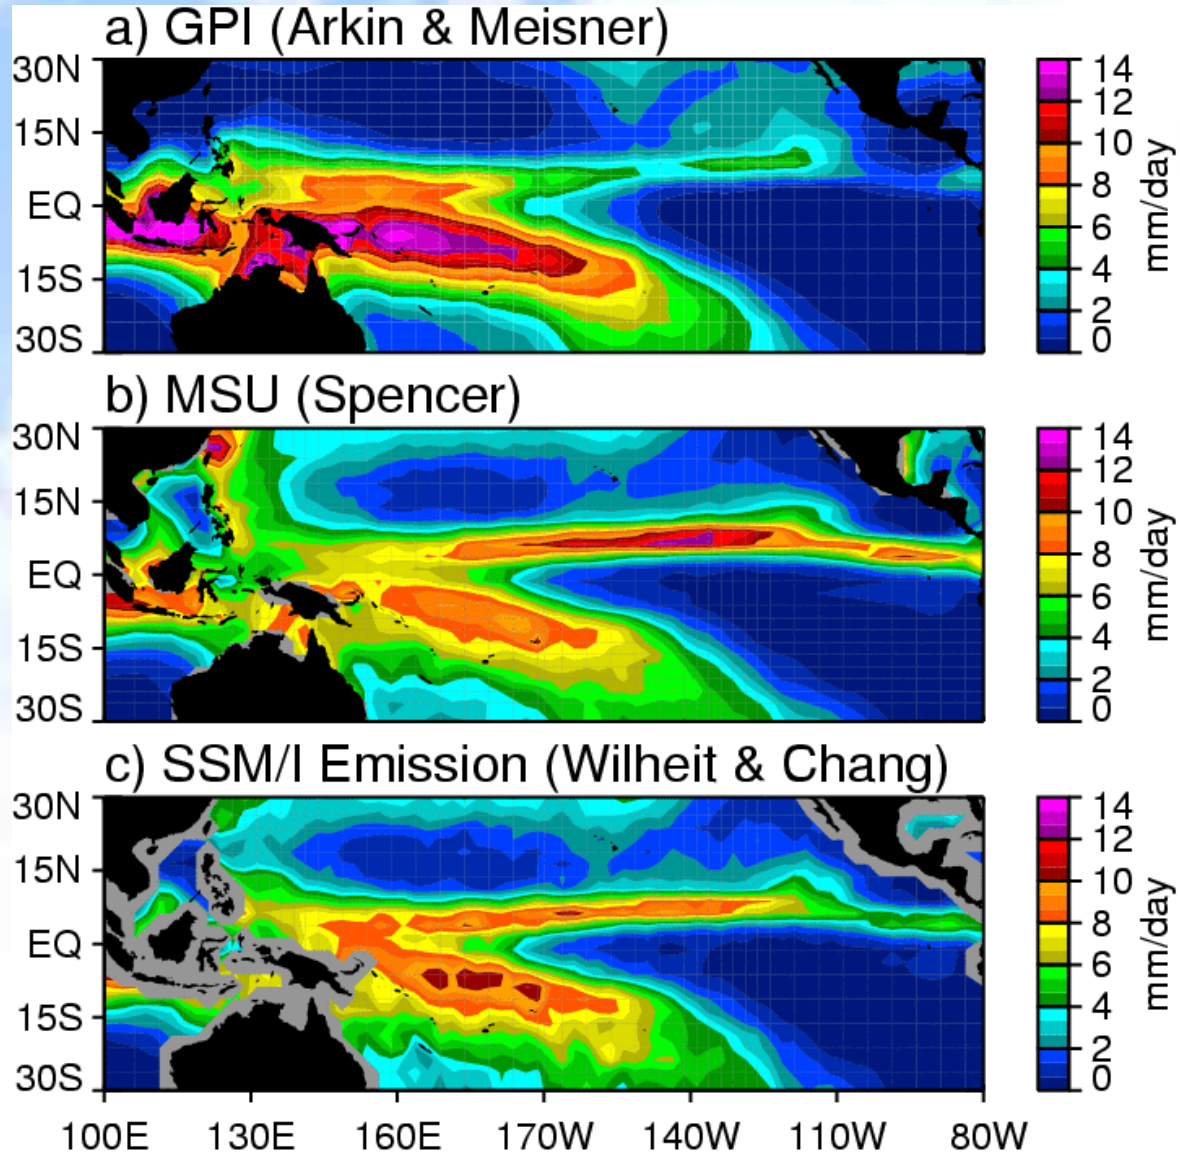 a) GPI (Arkin & Meisner)
30N
15N
EQ
15S
30S
14
12
10
8
6
4
2
0
mm/day
b) MSU (Spencer)
30N
15N
EQ
15S
30S
14
12
10
8
6
4
2
0
mm/day
c) SSM/I Emission (Wilheit & Chang)
30N
15N
EQ
15S
30S
14
12
10
8
6
4
2
0
mm/day
100E 130E 160E 170W 140W 110W 80W